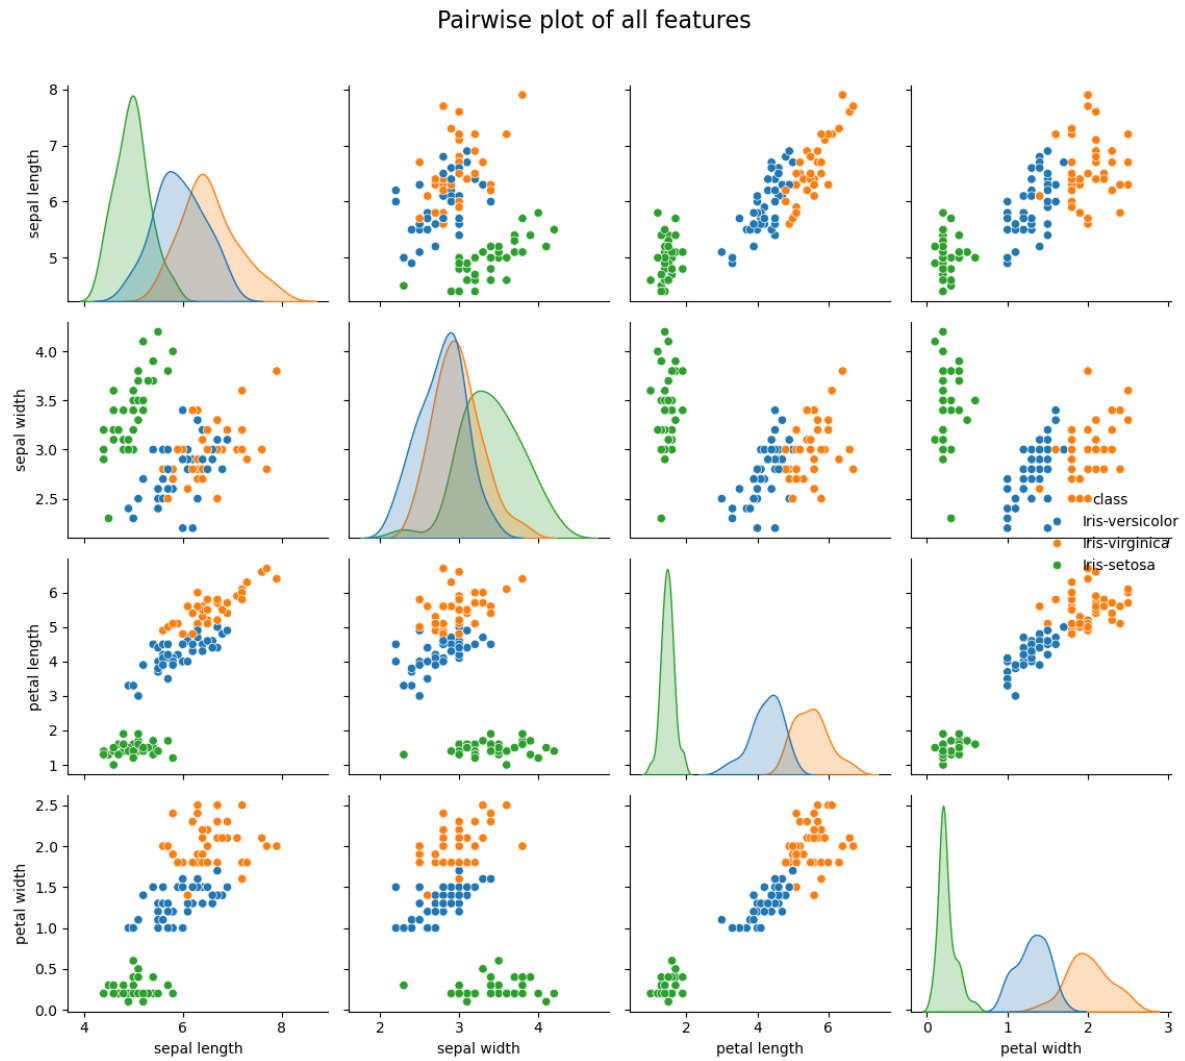 Pairwise plot of all features
8
7
6
5
sepal length
4.0
3.5
3.0
2.5
sepal width
class
Iris-versicolor
Iris-virginica
Iris-setosa
6
5
4
3
2
1
petal length
2.5
2.0
1.5
1.0
0.5
0.0
petal width
4 6 8
2 3 4
2 4 6
0 1 2 3
sepal length
sepal width
petal length
petal width